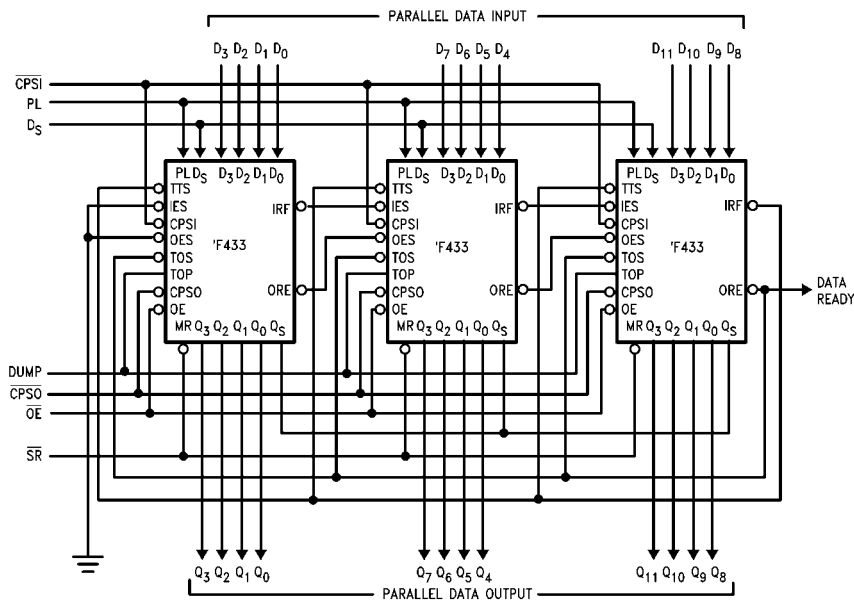 PARALLEL DATA INPUT
D3 D2 D1 D0 D7 D6 D5 D4 D11 D10 D9 D8
C̅P̅S̅I̅
PL
DS
PL DS D3 D2 D1 D0 PL DS D3 D2 D1 D0 PL DS D3 D2 D1 D0
TTS TTS TTS
IES IRF IES IRF IES IRF
CPSI CPSI CPSI
OES 'F433 OES 'F433 OES 'F433
TOS TOS TOS
TOP TOP TOP
CPSO ORE CPSO ORE CPSO ORE DATA
READY
OE OE OE
MR Q3 Q2 Q1 Q0 QS MR Q3 Q2 Q1 Q0 QS MR Q3 Q2 Q1 Q0 QS
DUMP
C̅P̅S̅O̅
O̅E̅
S̅R̅
Q3 Q2 Q1 Q0 Q7 Q6 Q5 Q4 Q11 Q10 Q9 Q8
PARALLEL DATA OUTPUT